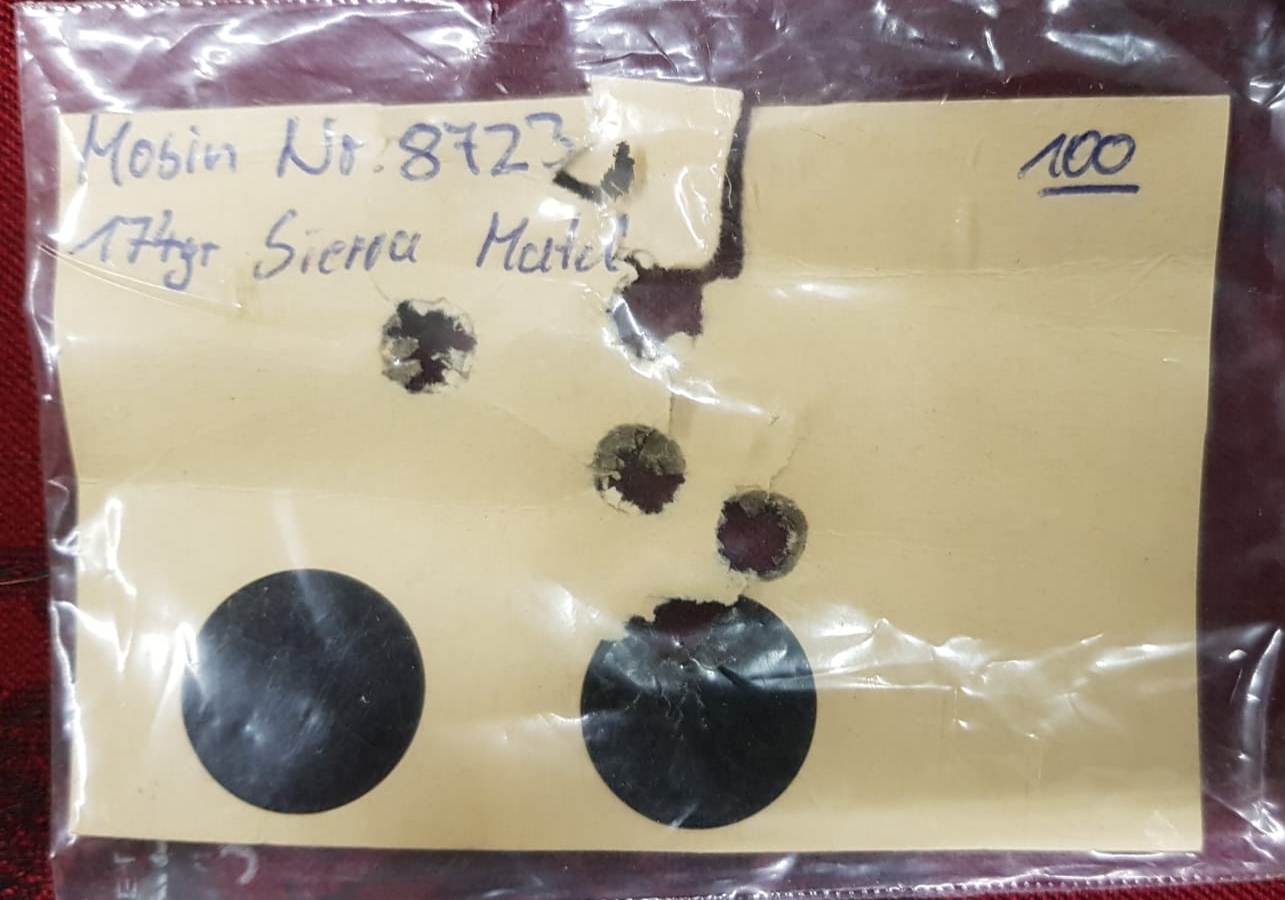 Mosin Nr. 8723
100
174gr Sierra Match